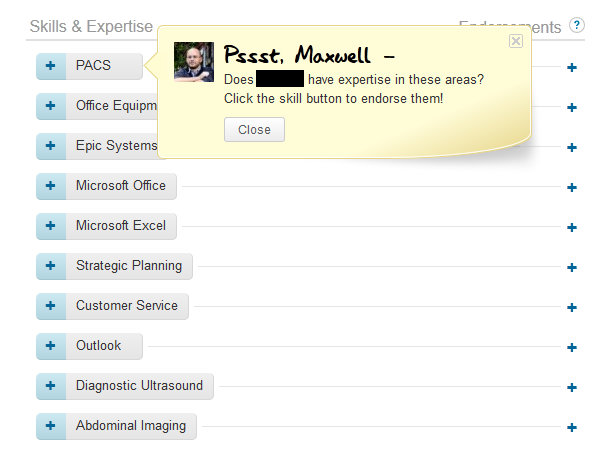 Skills & Expertise
Endorsements ?
Pssst, Maxwell –
Does have expertise in these areas?
Click the skill button to endorse them!
Close
PACS
Office Equipm
Epic Systems
Microsoft Office
Microsoft Excel
Strategic Planning
Customer Service
Outlook
Diagnostic Ultrasound
Abdominal Imaging